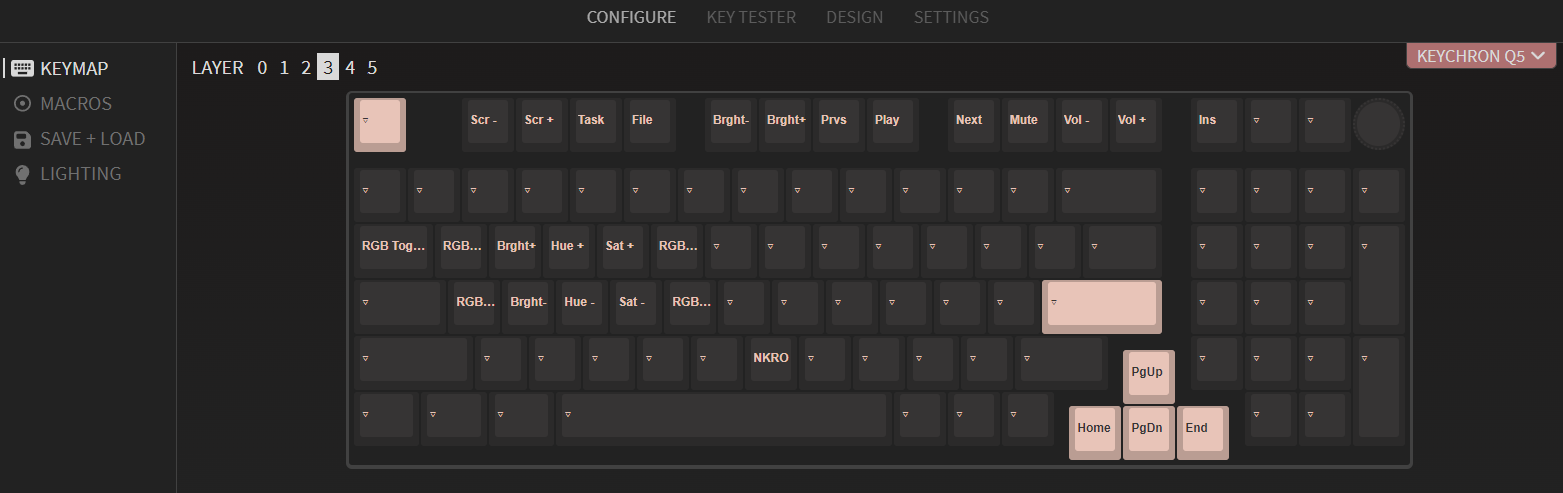 CONFIGURE KEY TESTER DESIGN SETTINGS
KEYCHRON Q5
KEYMAP
MACROS
SAVE + LOAD
LIGHTING
LAYER 0 1 2 3 4 5
▽ Scr - Scr + Task File Brght- Brght+ Prvs Play Next Mute Vol - Vol + Ins ▽ ▽
▽ ▽ ▽ ▽ ▽ ▽ ▽ ▽ ▽ ▽ ▽ ▽ ▽ ▽ ▽ ▽ ▽ ▽
RGB Tog... RGB... Brght+ Hue + Sat + RGB... ▽ ▽ ▽ ▽ ▽ ▽ ▽ ▽ ▽ ▽ ▽ ▽
▽ RGB... Brght- Hue - Sat - RGB... ▽ ▽ ▽ ▽ ▽ ▽ ▽ ▽ ▽ ▽
▽ ▽ ▽ ▽ ▽ ▽ NKRO ▽ ▽ ▽ ▽ ▽ PgUp ▽ ▽ ▽ ▽
▽ ▽ ▽ ▽ ▽ ▽ ▽ Home PgDn End ▽ ▽